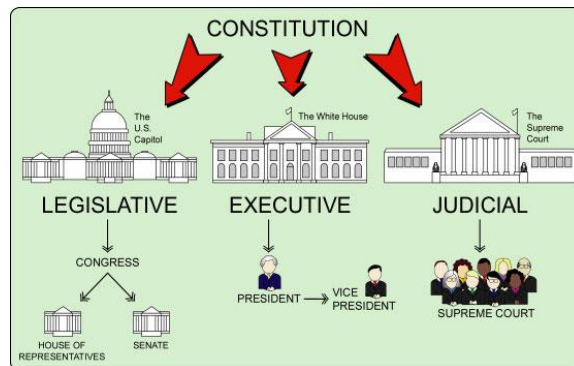 CONSTITUTION
The
U.S.
Capitol
The White House
The
Supreme
Court
LEGISLATIVE
EXECUTIVE
JUDICIAL
CONGRESS
PRESIDENT
VICE
PRESIDENT
SUPREME COURT
HOUSE OF
REPRESENTATIVES
SENATE